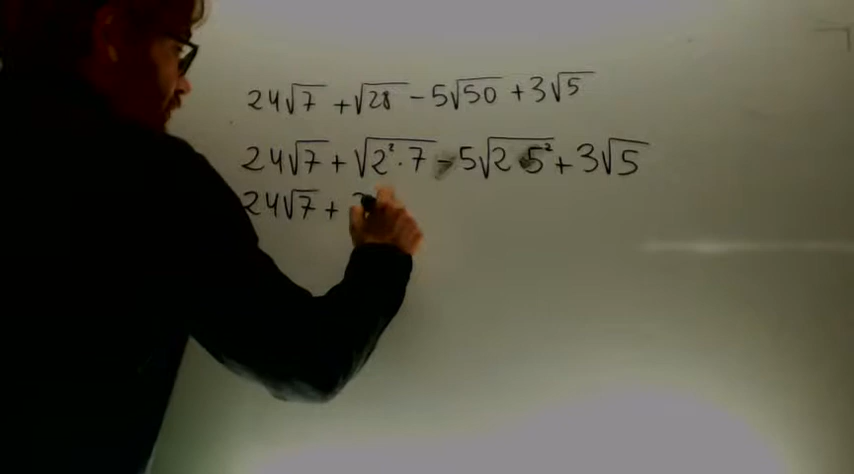 24√7 + √28 - 5√50 + 3√5
24√7 + √2²·7 - 5√2 5² + 3√5
24√7 +